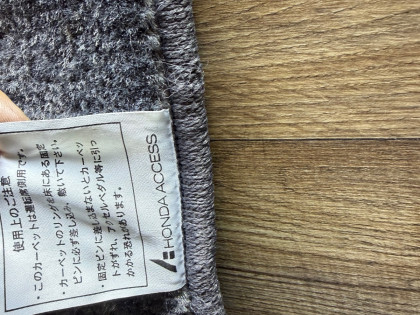 使用上のご注意
・このカーペットは運転席専用です。
・カーペットのリングを床にある固定
ピンに必ず差し込み、敷いて下さい。
・固定ピンに差し込まないとカーペッ
トがずれ、アクセルペダル等に引っ
かかる恐れがあります。
HONDA ACCESS